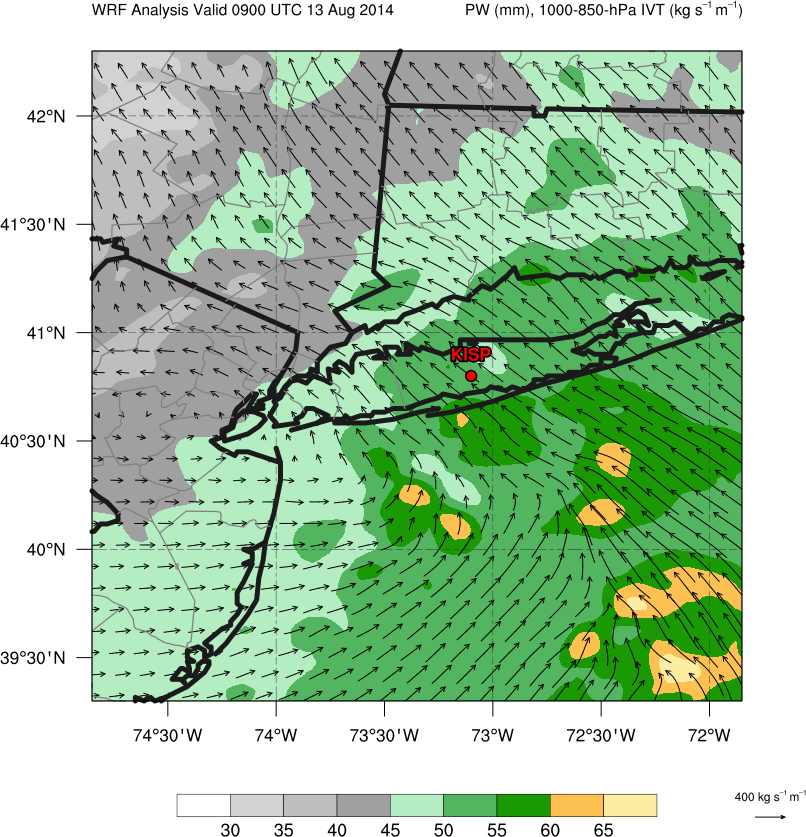 WRF Analysis Valid 0900 UTC 13 Aug 2014 PW (mm), 1000-850-hPa IVT (kg s⁻¹ m⁻¹)
42°N
41°30'N
41°N
KISP
40°30'N
40°N
39°30'N
74°30'W 74°W 73°30'W 73°W 72°30'W 72°W
400 kg s⁻¹ m⁻¹
30 35 40 45 50 55 60 65